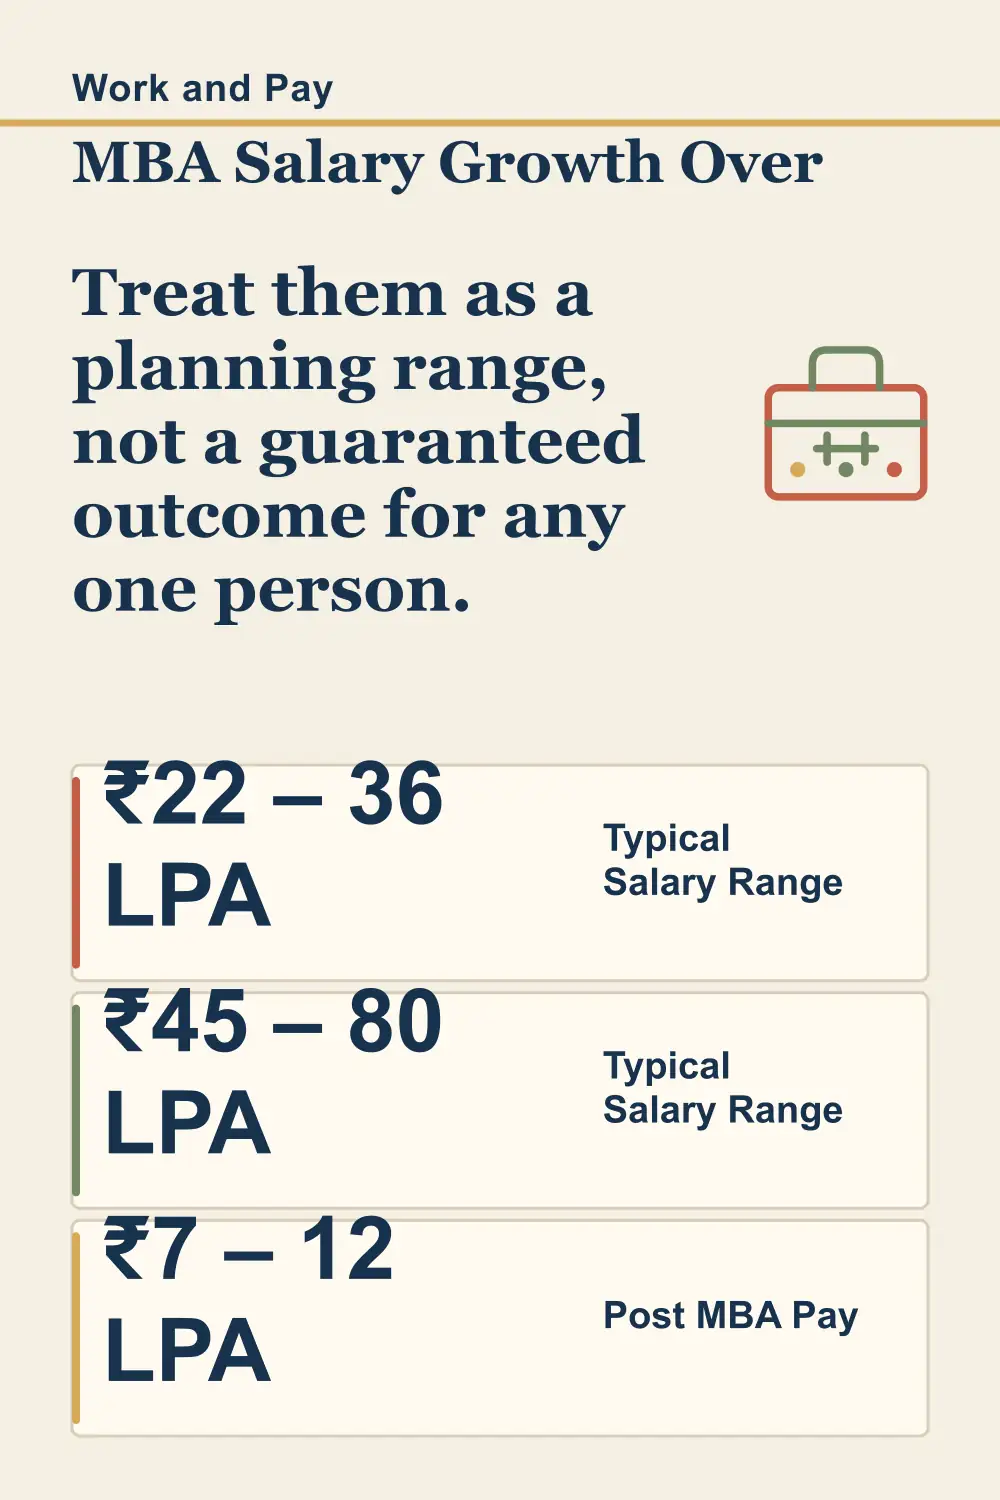 Work and Pay
MBA Salary Growth Over
Treat them as a
planning range,
not a guaranteed
outcome for any
one person.
₹22 – 36
LPA
Typical
Salary Range
₹45 – 80
LPA
Typical
Salary Range
₹7 – 12
LPA
Post MBA Pay